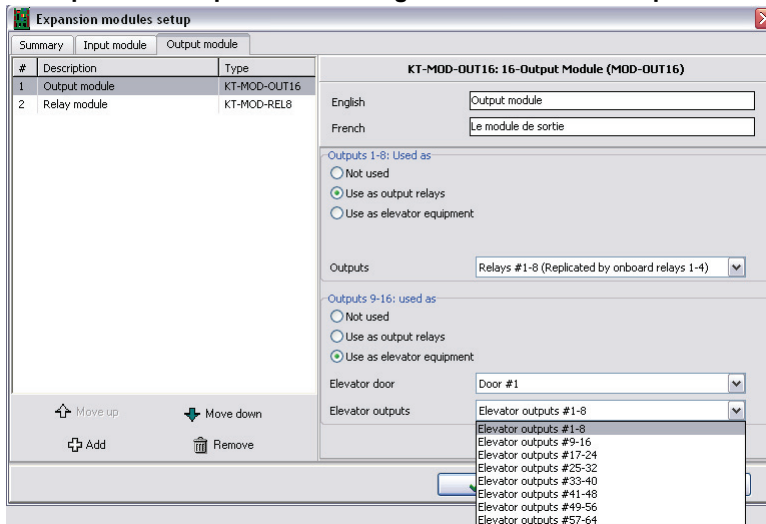 Expansion modules setup
Summary Input module Output module
# Description Type
1 Output module KT-MOD-OUT16
2 Relay module KT-MOD-REL8
Move up Move down
Add Remove
KT-MOD-OUT16: 16-Output Module (MOD-OUT16)
English Output module
French Le module de sortie
Outputs 1-8: Used as
Not used
Use as output relays
Use as elevator equipment
Outputs Relays #1-8 (Replicated by onboard relays 1-4)
Outputs 9-16: used as
Not used
Use as output relays
Use as elevator equipment
Elevator door Door #1
Elevator outputs Elevator outputs #1-8
Elevator outputs #1-8
Elevator outputs #9-16
Elevator outputs #17-24
Elevator outputs #25-32
Elevator outputs #33-40
Elevator outputs #41-48
Elevator outputs #49-56
Elevator outputs #57-64